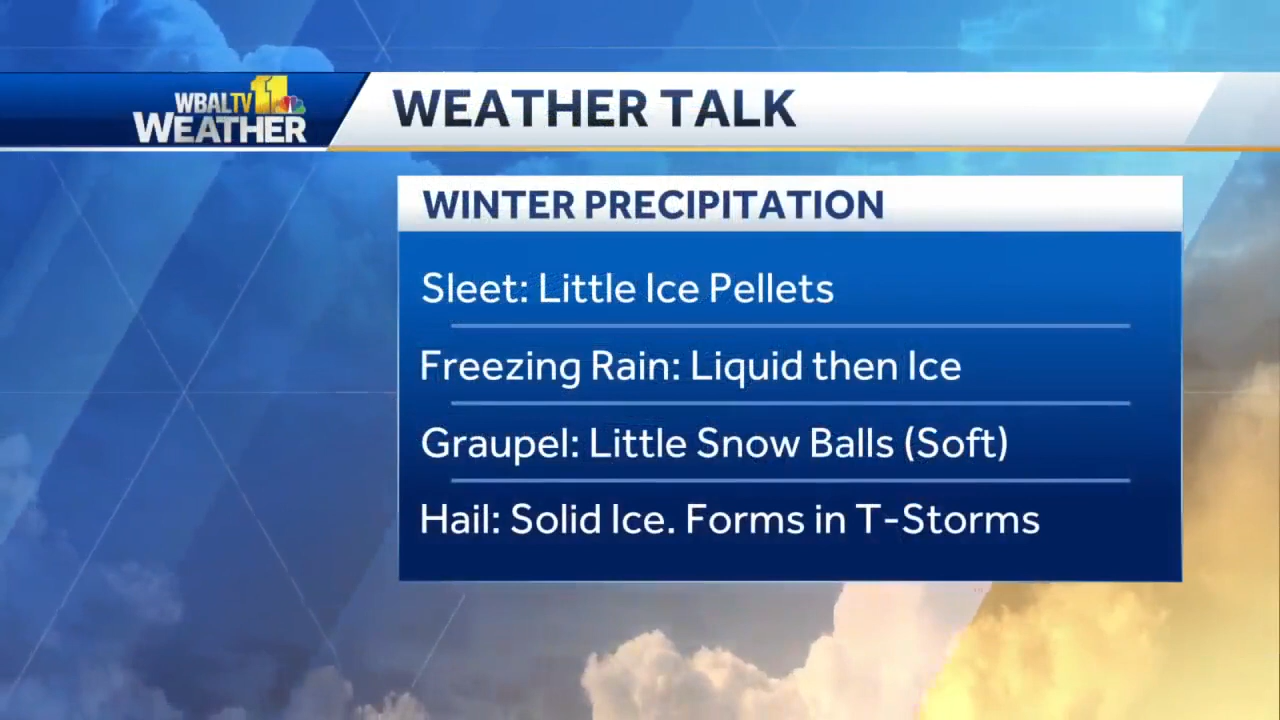 WBALTV 11
WEATHER
WEATHER TALK
WINTER PRECIPITATION
Sleet: Little Ice Pellets
Freezing Rain: Liquid then Ice
Graupel: Little Snow Balls (Soft)
Hail: Solid Ice. Forms in T-Storms